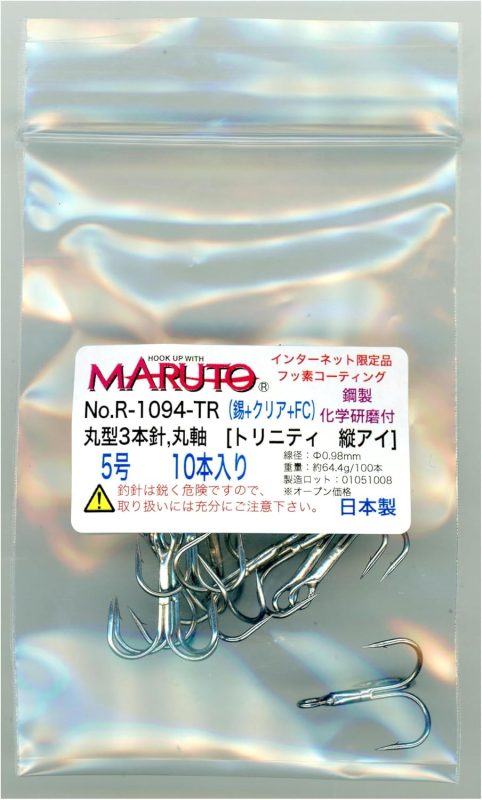 HOOK UP WITH
MARUTO®
インターネット限定品
フッ素コーティング
鋼製
化学研磨付
No.R-1094-TR (錫+クリア+FC)
丸型3本針,丸軸 [トリニティ 縦アイ]
5号 10本入り
線径：Φ0.98mm
重量：約64.4g/100本
製造ロット：01051008
※オープン価格
釣針は鋭く危険ですので、
取り扱いには充分にご注意下さい。
日本製